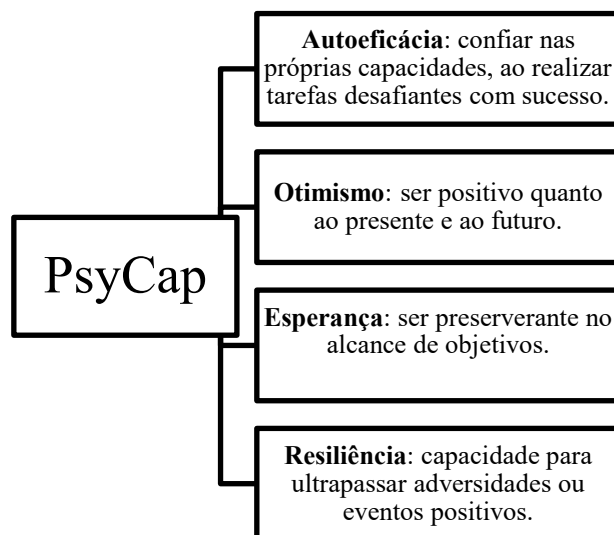 Autoeficácia: confiar nas
próprias capacidades, ao realizar
tarefas desafiantes com sucesso.
Otimismo: ser positivo quanto
ao presente e ao futuro.
PsyCap
Esperança: ser preserverante no
alcance de objetivos.
Resiliência: capacidade para
ultrapassar adversidades ou
eventos positivos.